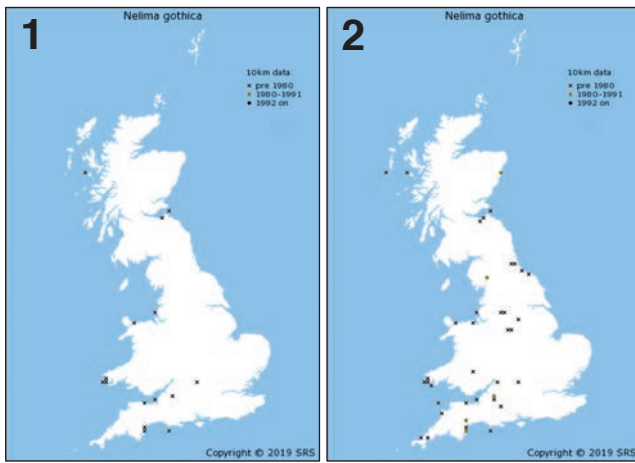 1
Nelima gothica
10km data:
pre 1980
1980-1991
1992 on
Copyright © 2019 SRS
2
Nelima gothica
10km data:
pre 1980
1980-1991
1992 on
Copyright © 2019 SRS